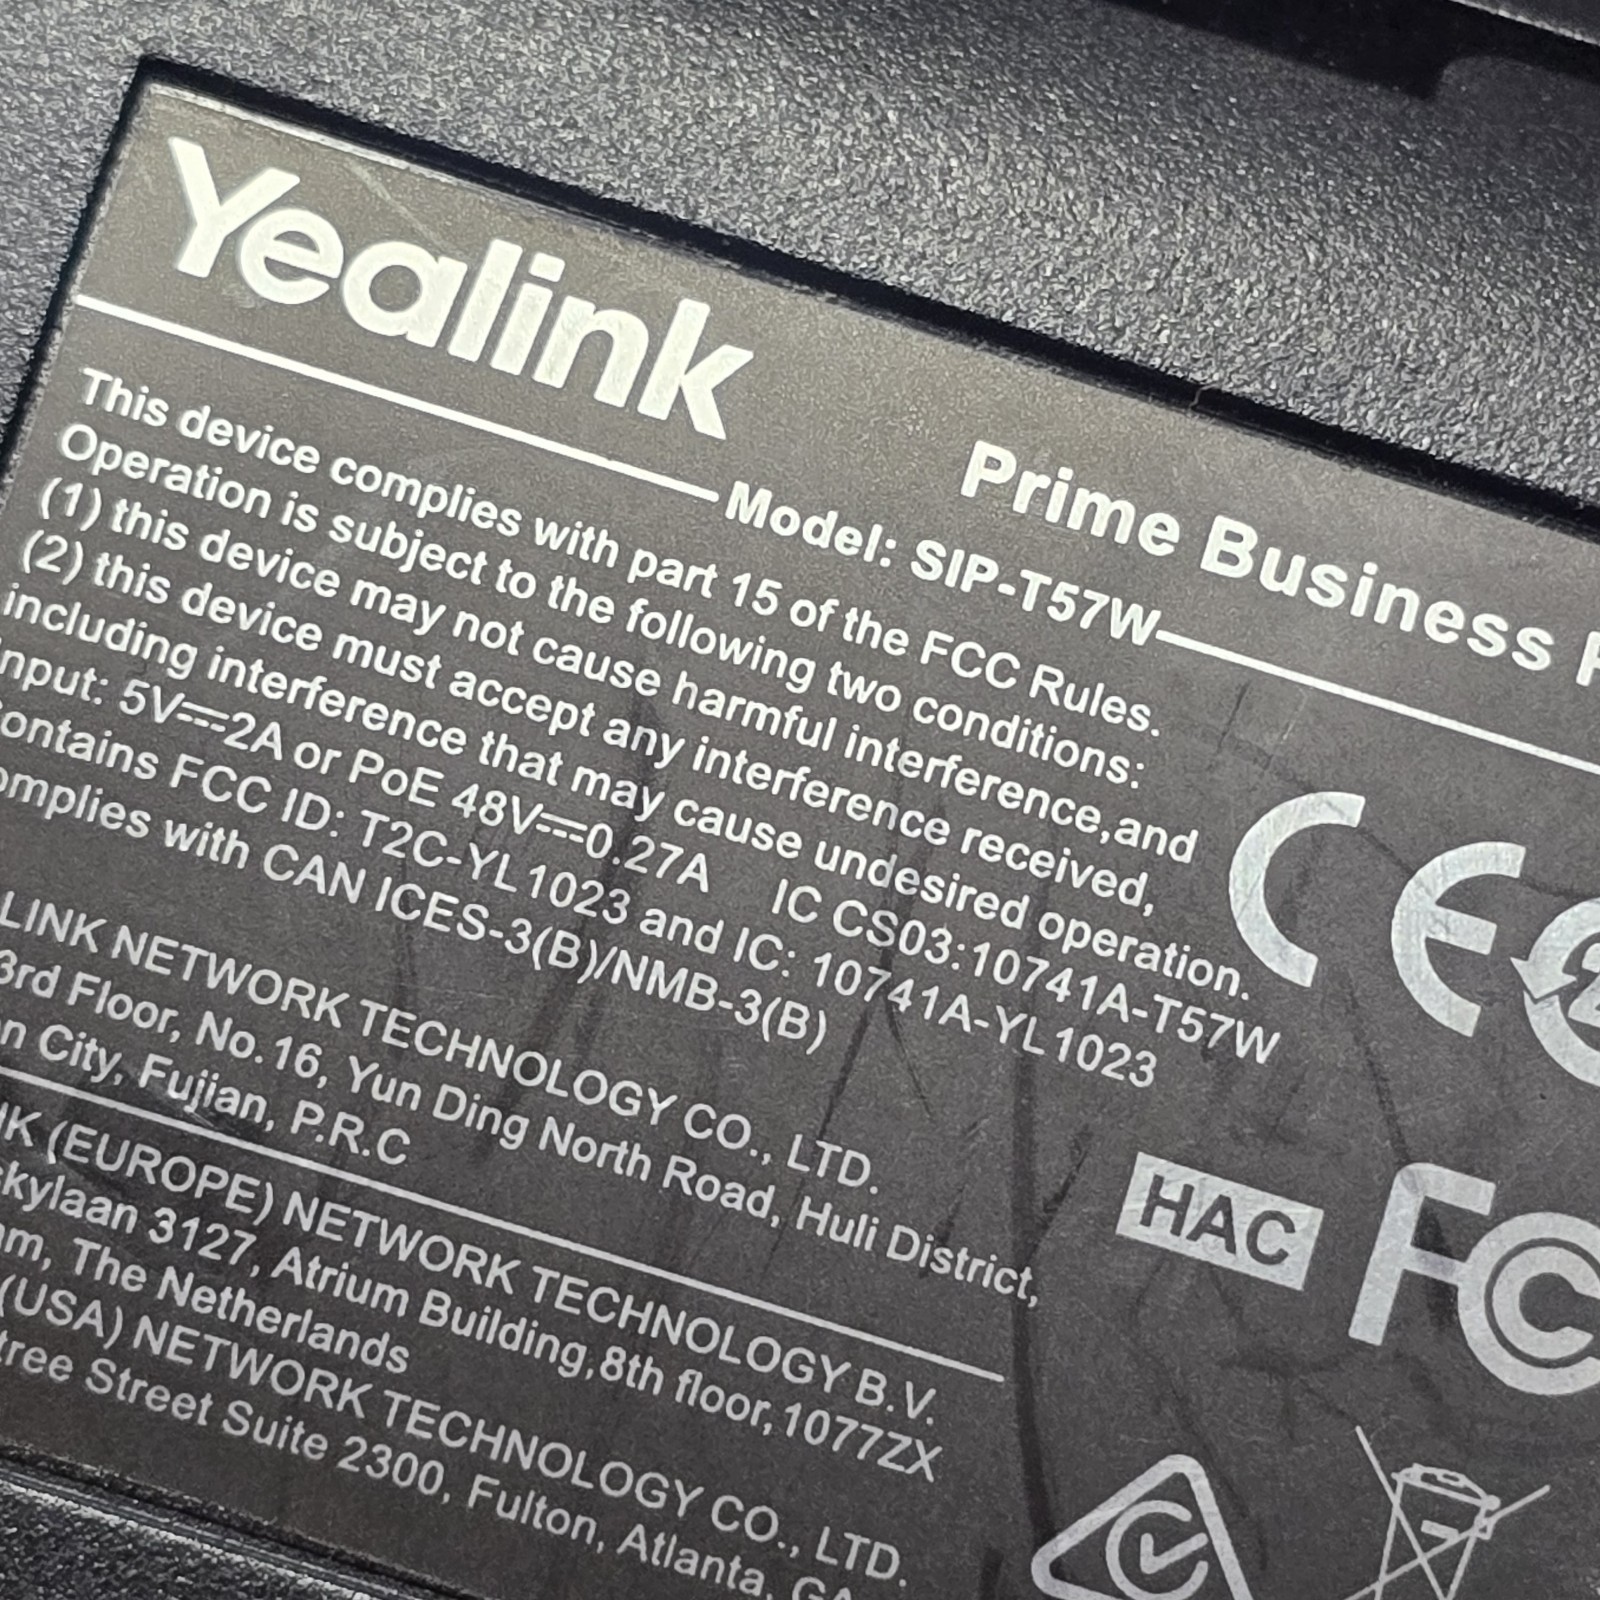 Yealink
Prime Business
Model: SIP-T57W
This device complies with part 15 of the FCC Rules.
Operation is subject to the following two conditions:
(1) this device may not cause harmful interference,and
(2) this device must accept any interference received,
including interference that may cause undesired operation.
nput: 5V⎓2A or PoE 48V⎓0.27A IC CS03:10741A-T57W
ontains FCC ID: T2C-YL1023 and IC: 10741A-YL1023
omplies with CAN ICES-3(B)/NMB-3(B)
LINK NETWORK TECHNOLOGY CO., LTD.
3rd Floor, No.16, Yun Ding North Road, Huli District,
n City, Fujian, P.R.C
K (EUROPE) NETWORK TECHNOLOGY B.V.
kylaan 3127, Atrium Building,8th floor,1077ZX
m, The Netherlands
(USA) NETWORK TECHNOLOGY CO., LTD.
tree Street Suite 2300, Fulton, Atlanta, GA
CE
HAC
FC